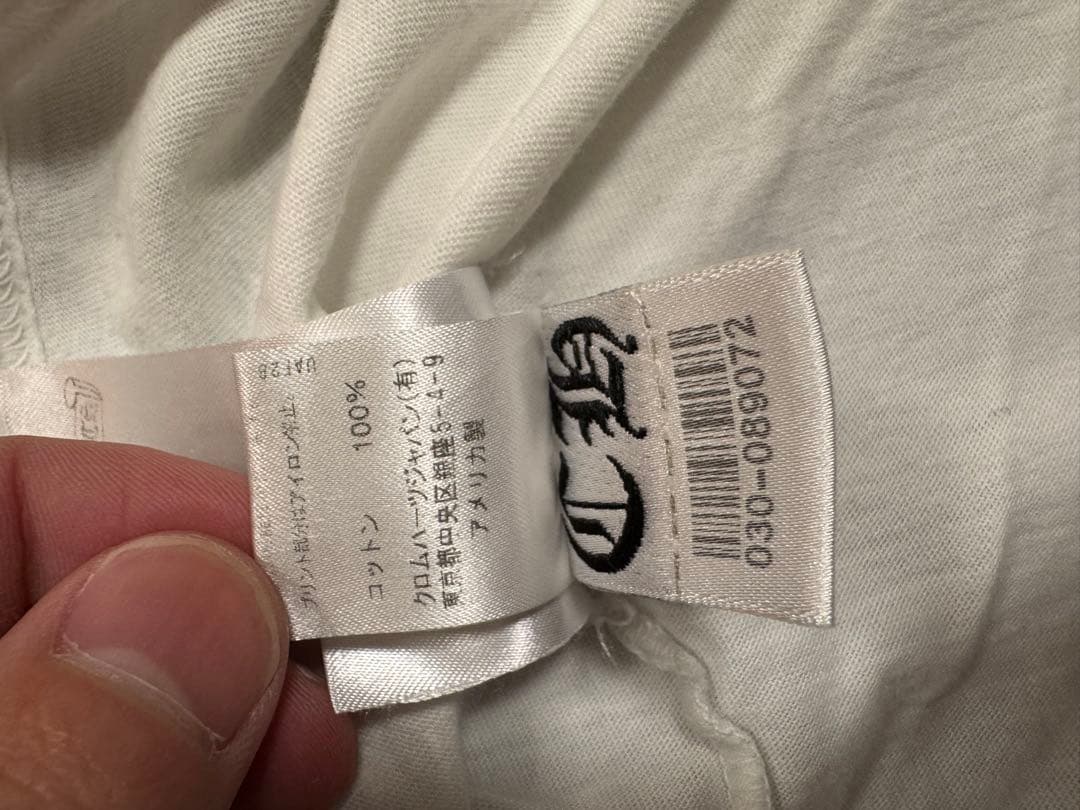 プリント部分はアイロン禁止
コットン 100%
クロムハーツジャパン(有)
東京都中央区銀座5-4-9
アメリカ製
CH
030-089072